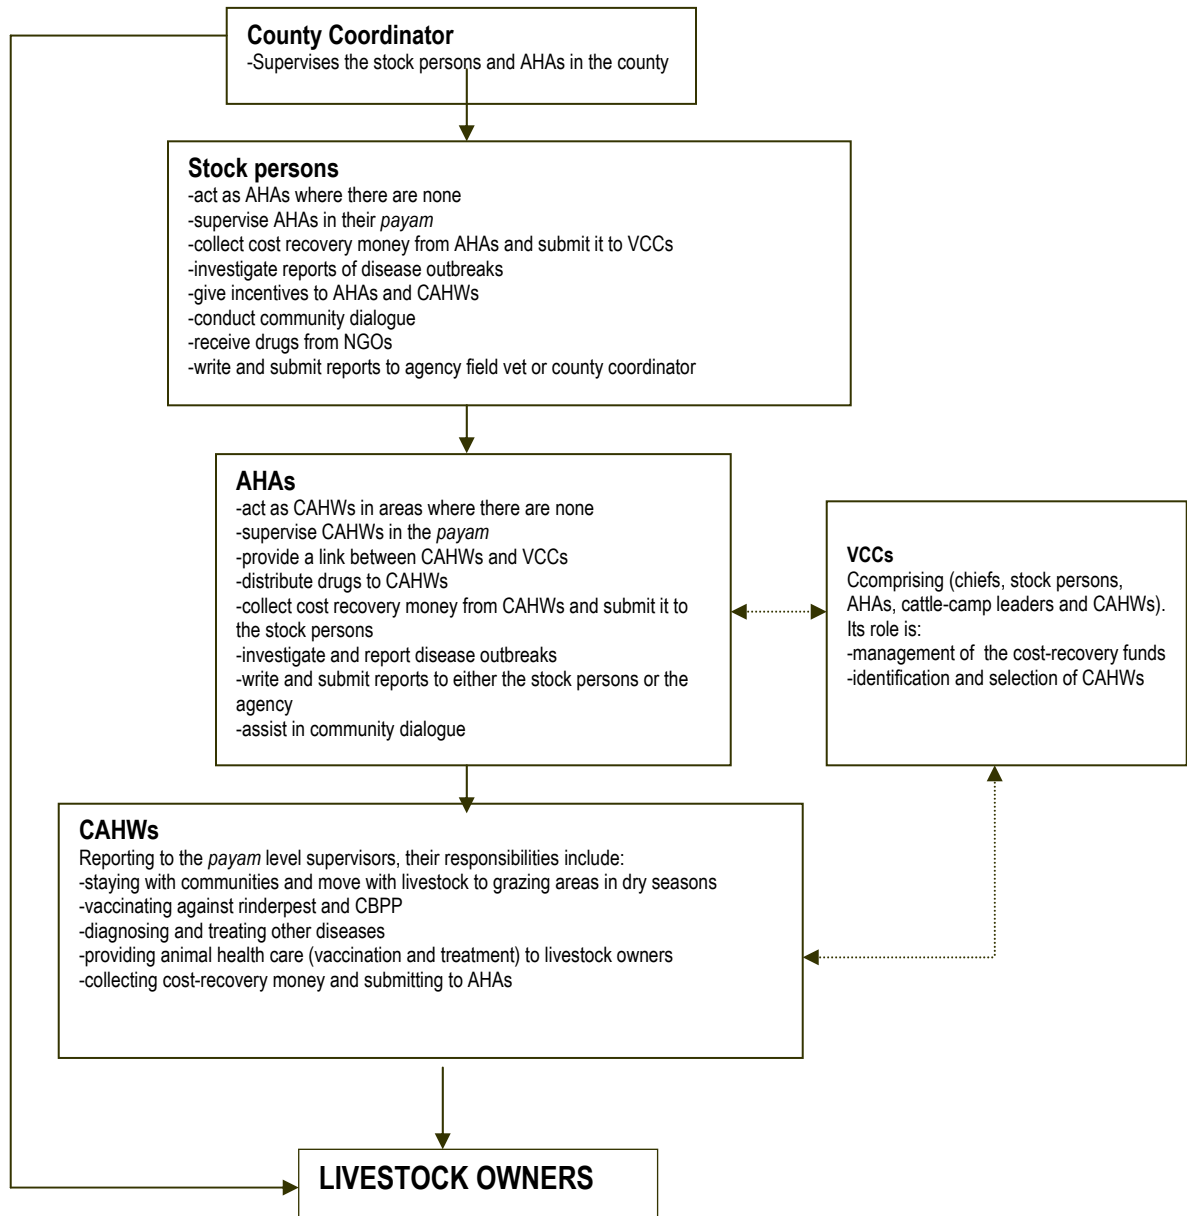 County Coordinator
-Supervises the stock persons and AHAs in the county
Stock persons
-act as AHAs where there are none
-supervise AHAs in their payam
-collect cost recovery money from AHAs and submit it to VCCs
-investigate reports of disease outbreaks
-give incentives to AHAs and CAHWs
-conduct community dialogue
-receive drugs from NGOs
-write and submit reports to agency field vet or county coordinator
AHAs
-act as CAHWs in areas where there are none
-supervise CAHWs in the payam
-provide a link between CAHWs and VCCs
-distribute drugs to CAHWs
-collect cost recovery money from CAHWs and submit it to
the stock persons
-investigate and report disease outbreaks
-write and submit reports to either the stock persons or the
agency
-assist in community dialogue
VCCs
Ccomprising (chiefs, stock persons,
AHAs, cattle-camp leaders and CAHWs).
Its role is:
-management of the cost-recovery funds
-identification and selection of CAHWs
CAHWs
Reporting to the payam level supervisors, their responsibilities include:
-staying with communities and move with livestock to grazing areas in dry seasons
-vaccinating against rinderpest and CBPP
-diagnosing and treating other diseases
-providing animal health care (vaccination and treatment) to livestock owners
-collecting cost-recovery money and submitting to AHAs
LIVESTOCK OWNERS